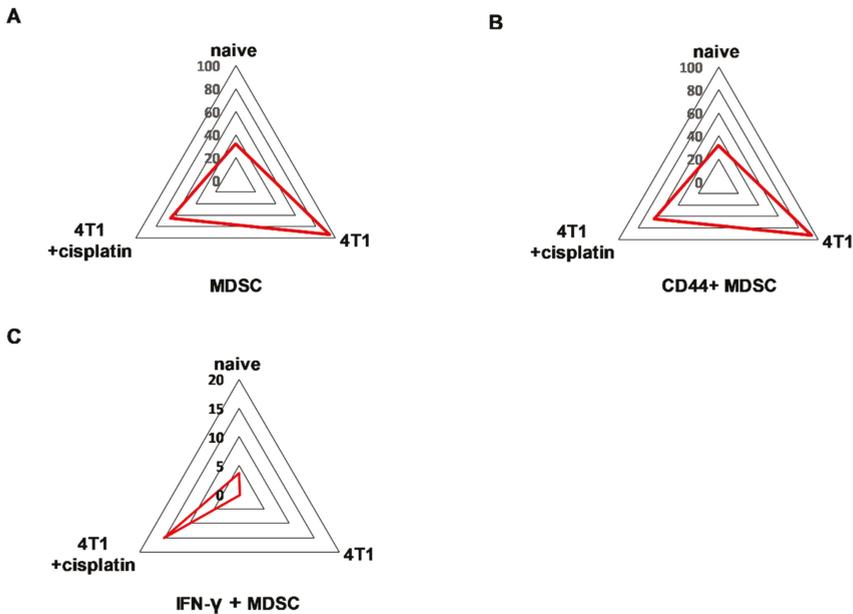 A
naive
100
80
60
40
20
0
4T1
+cisplatin
4T1
MDSC
B
naive
100
80
60
40
20
0
4T1
+cisplatin
4T1
CD44+ MDSC
C
naive
20
15
10
5
0
4T1
+cisplatin
4T1
IFN-γ + MDSC